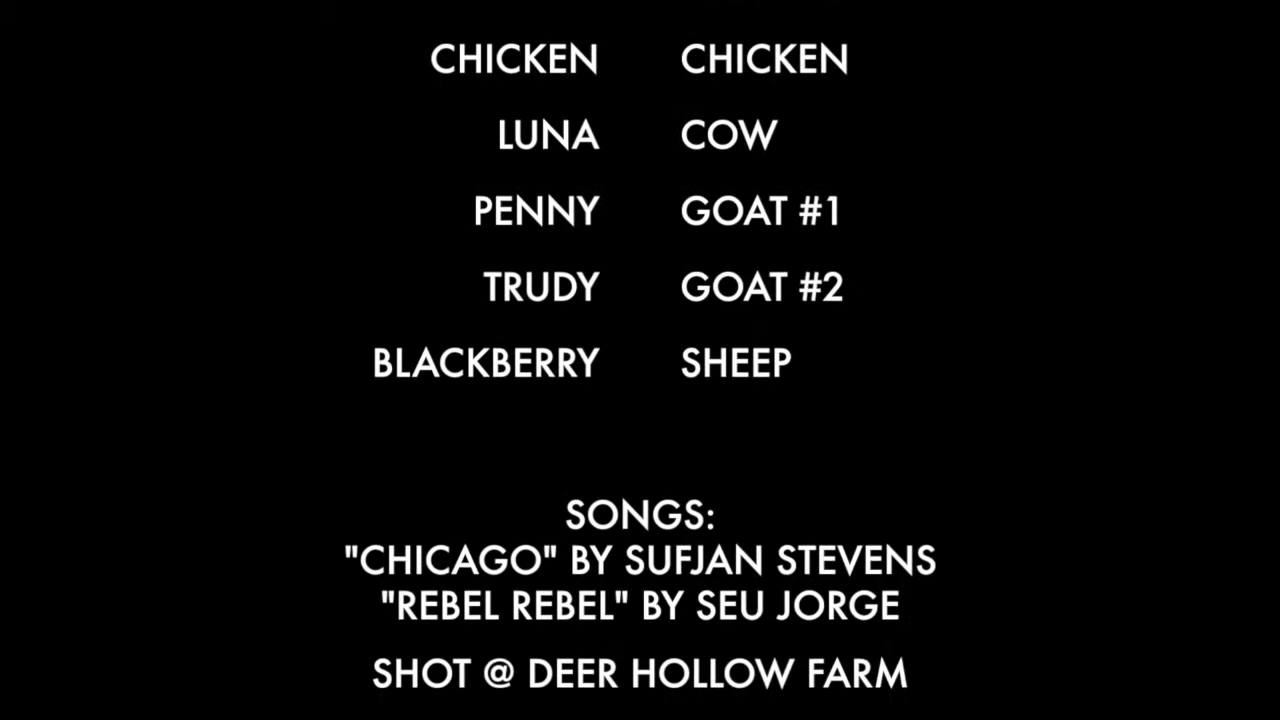 CHICKEN CHICKEN
LUNA COW
PENNY GOAT #1
TRUDY GOAT #2
BLACKBERRY SHEEP
SONGS:
"CHICAGO" BY SUFJAN STEVENS
"REBEL REBEL" BY SEU JORGE
SHOT @ DEER HOLLOW FARM